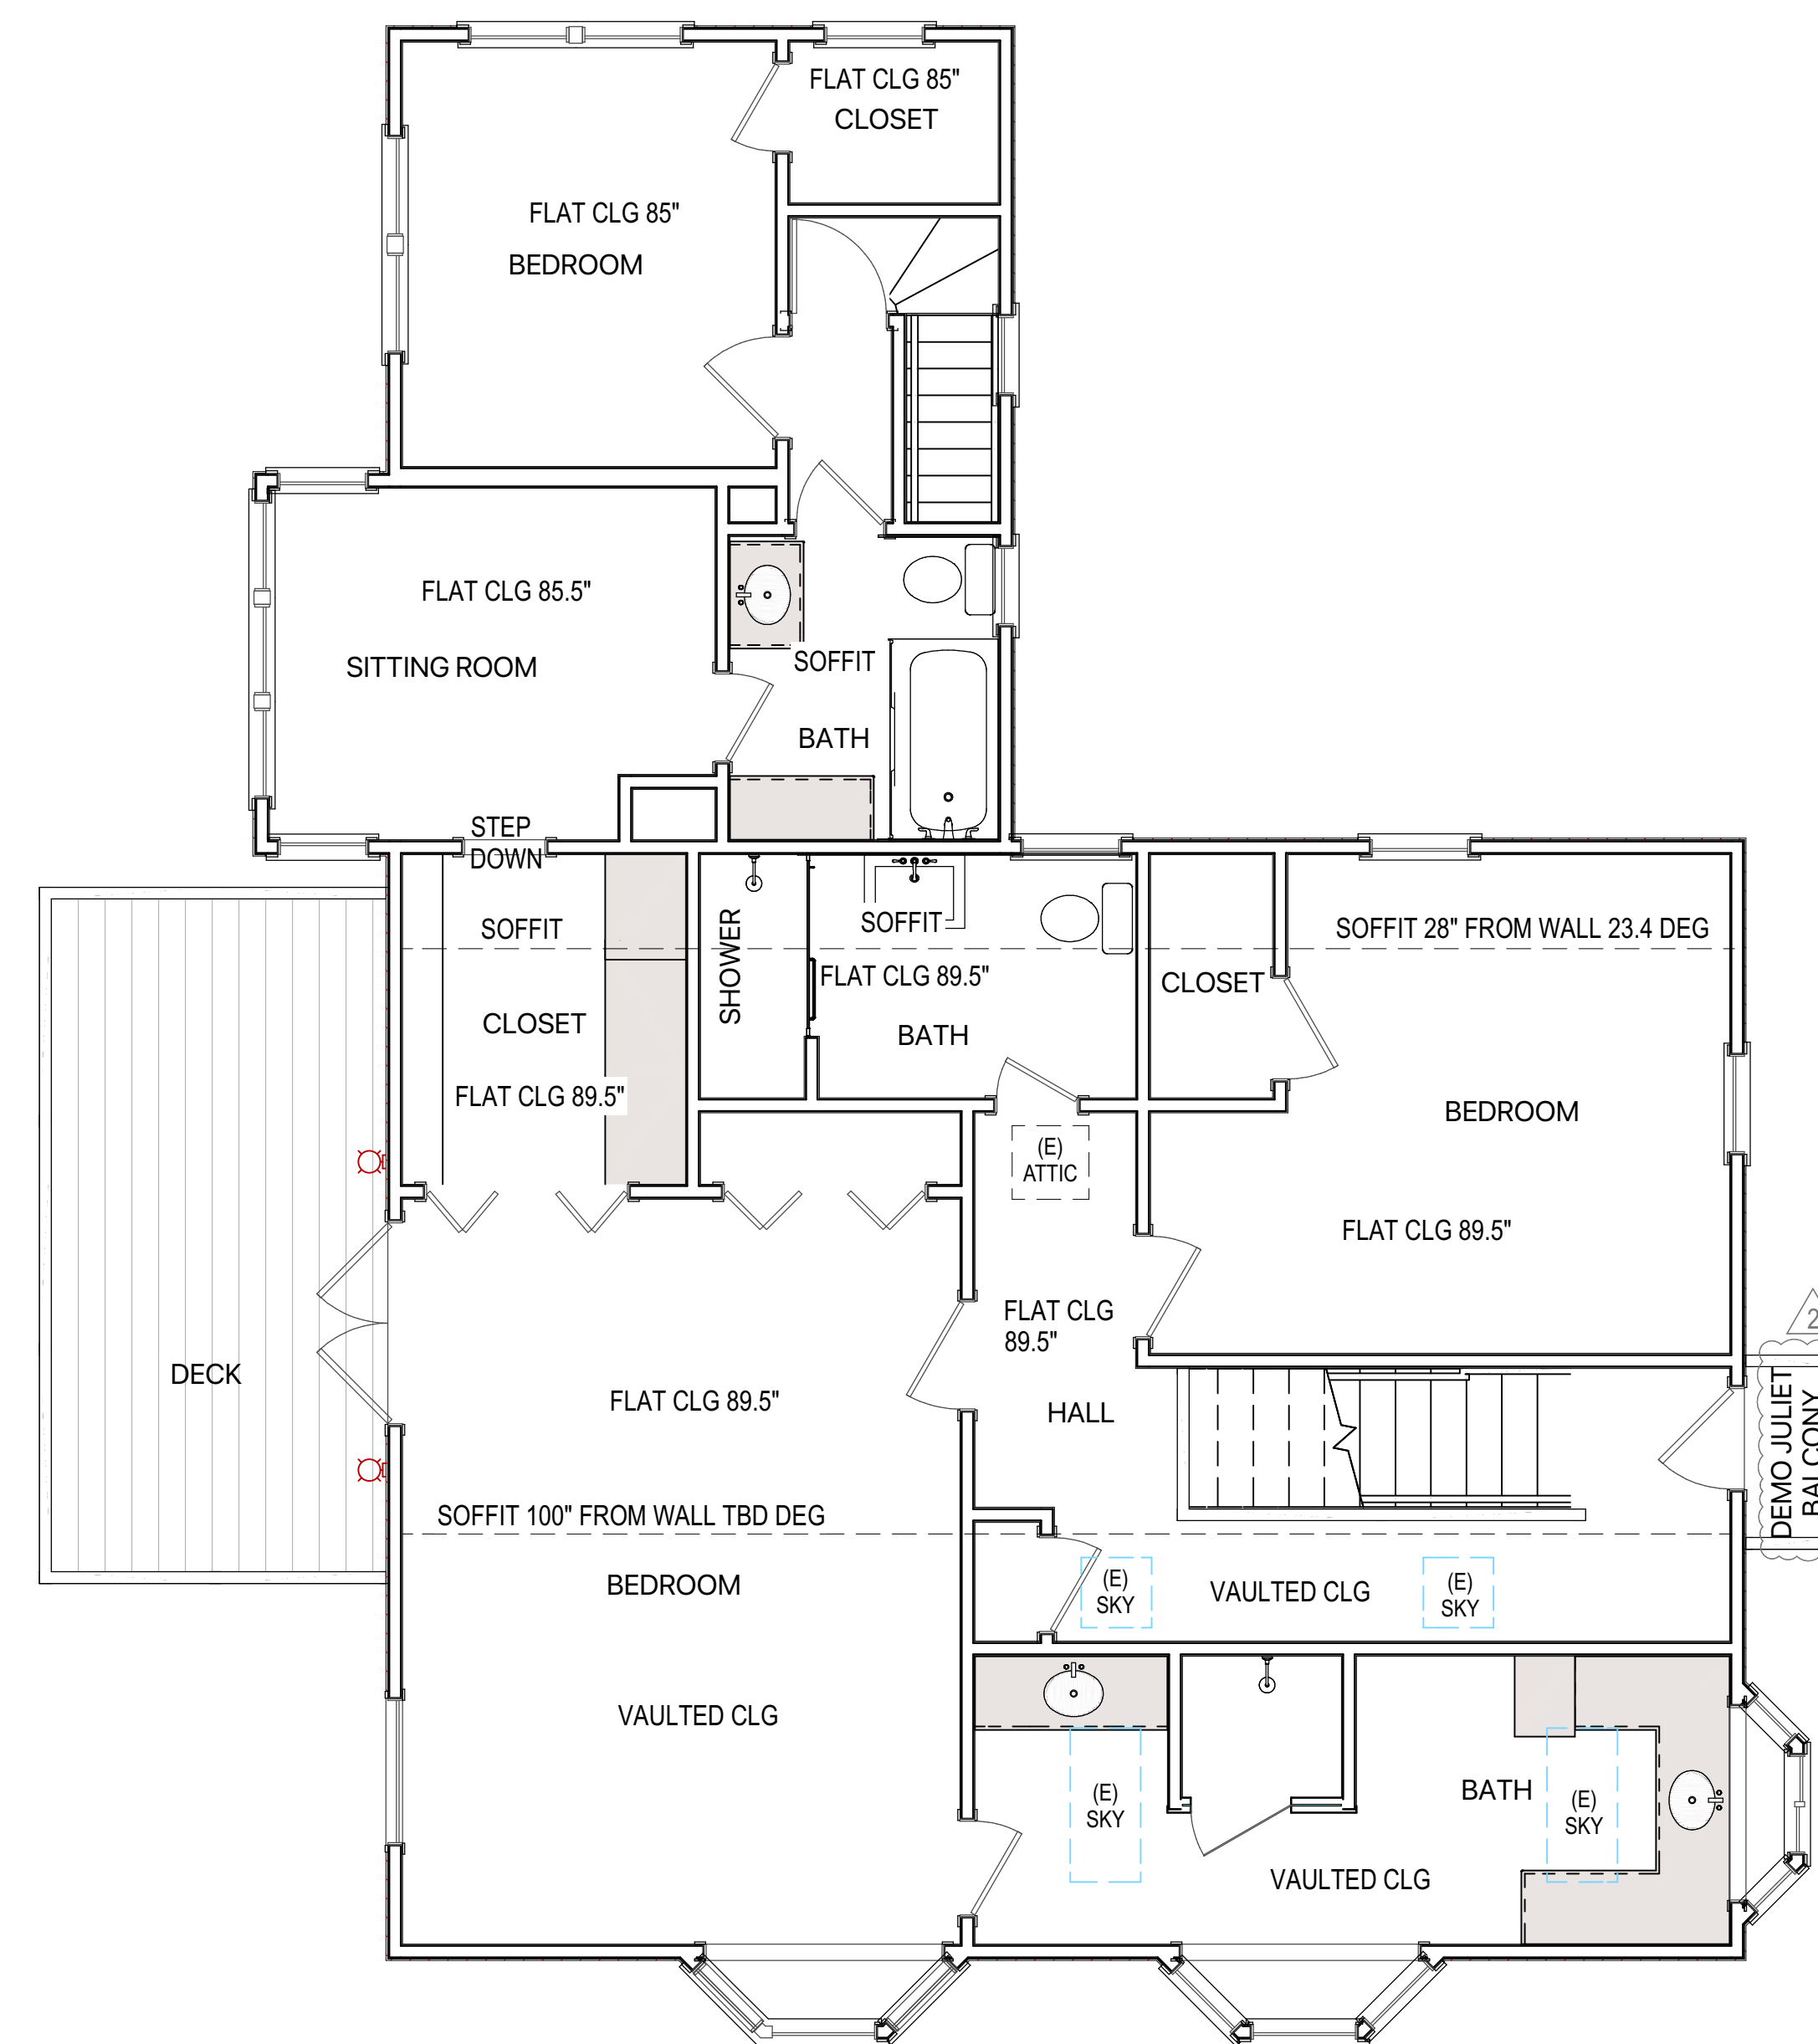 FLAT CLG 85"
CLOSET
FLAT CLG 85"
BEDROOM
FLAT CLG 85.5"
SITTING ROOM
SOFFIT
BATH
STEP
DOWN
SOFFIT
CLOSET
FLAT CLG 89.5"
SHOWER
SOFFIT
FLAT CLG 89.5"
BATH
CLOSET
SOFFIT 28" FROM WALL 23.4 DEG
BEDROOM
FLAT CLG 89.5"
(E)
ATTIC
FLAT CLG
89.5"
HALL
DECK
FLAT CLG 89.5"
SOFFIT 100" FROM WALL TBD DEG
BEDROOM
VAULTED CLG
2
DEMO JULIET
BALCONY
(E)
SKY
VAULTED CLG
(E)
SKY
(E)
SKY
BATH
(E)
SKY
VAULTED CLG